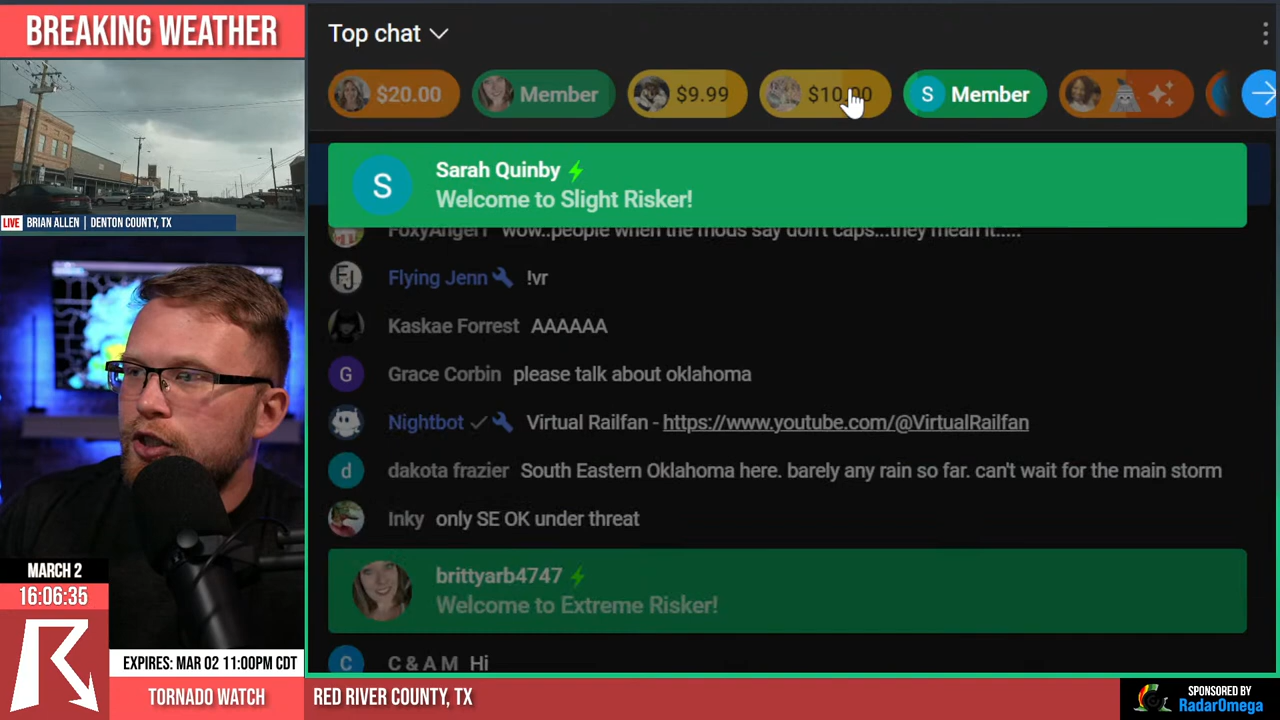 BREAKING WEATHER
LIVE BRIAN ALLEN | DENTON COUNTY, TX
MARCH 2
16:06:35
R
EXPIRES: MAR 02 11:00PM CDT
TORNADO WATCH
RED RIVER COUNTY, TX
SPONSORED BY
RadarOmega
Top chat
$20.00
Member
$9.99
$10.00
S Member
S
Sarah Quinby
Welcome to Slight Risker!
wow..people when the mods say don't caps...they mean it.....
FJ Flying Jenn !vr
Kaskae Forrest AAAAAA
G Grace Corbin please talk about oklahoma
Nightbot Virtual Railfan - https://www.youtube.com/@VirtualRailfan
d dakota frazier South Eastern Oklahoma here. barely any rain so far. can't wait for the main storm
Inky only SE OK under threat
brittyarb4747
Welcome to Extreme Risker!
C C & A M Hi